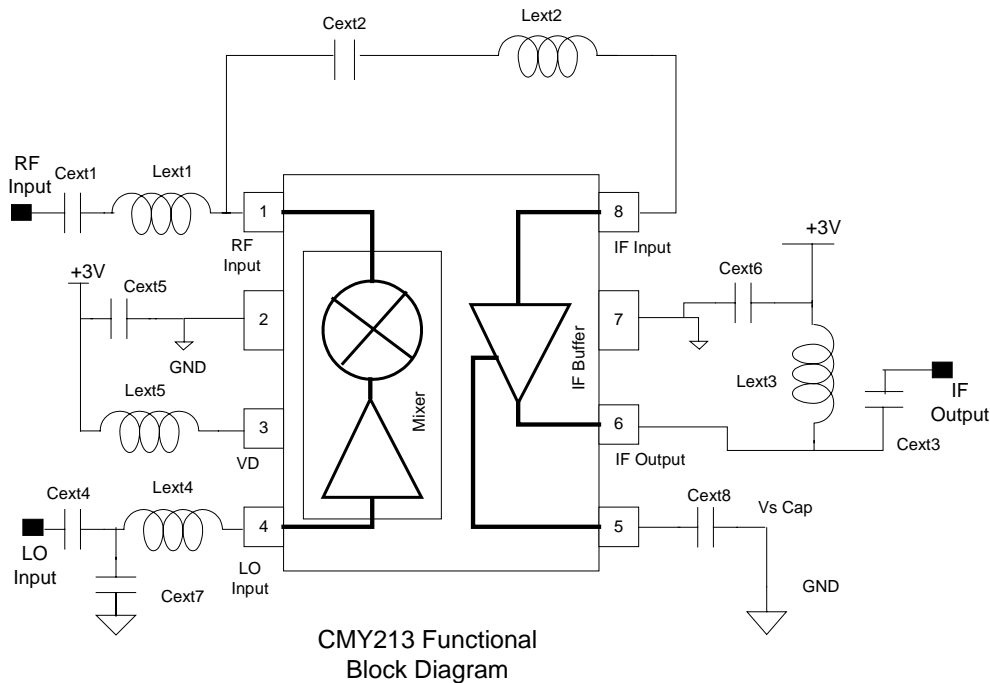 Cext2
Lext2
RF
Input
Cext1
Lext1
1
8
RF
Input
IF Input
+3V
+3V
Cext5
Cext6
2
7
GND
IF Buffer
Lext3
Lext5
Mixer
IF
Output
3
6
VD
IF Output
Cext3
Cext4
Lext4
Cext8
Vs Cap
4
5
LO
Input
LO
Input
Cext7
GND
CMY213 Functional
Block Diagram